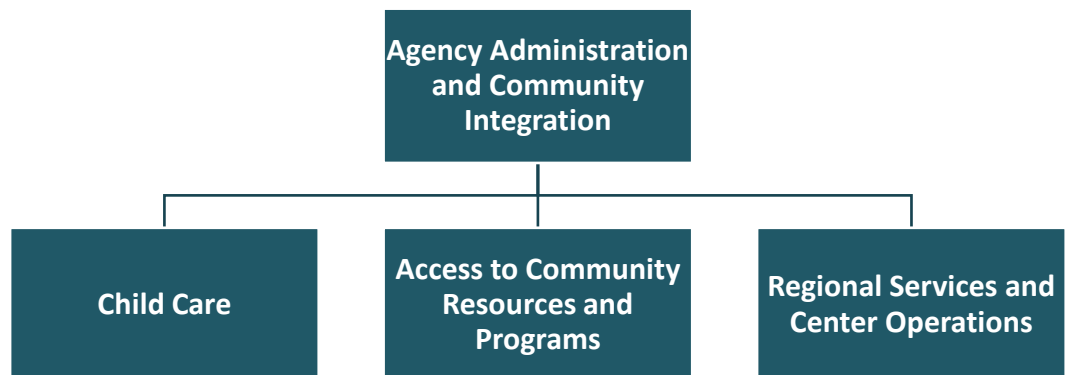 Agency Administration
and Community
Integration
Child Care
Access to Community
Resources and
Programs
Regional Services and
Center Operations